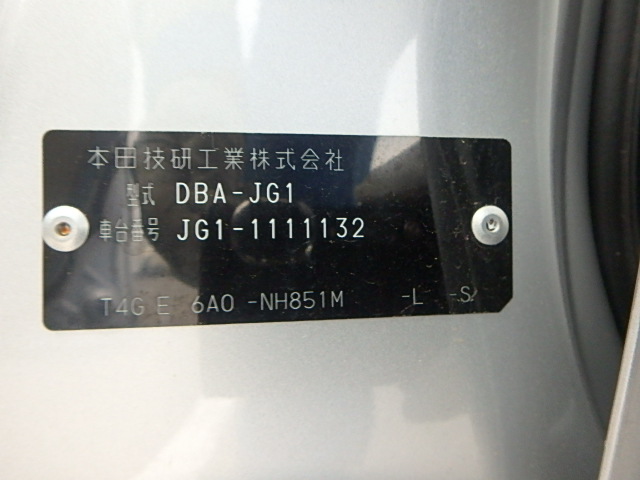 本田技研工業株式会社
型式 DBA-JG1
車台番号 JG1-1111132
T4G E 6A0 -NH851M -L -S